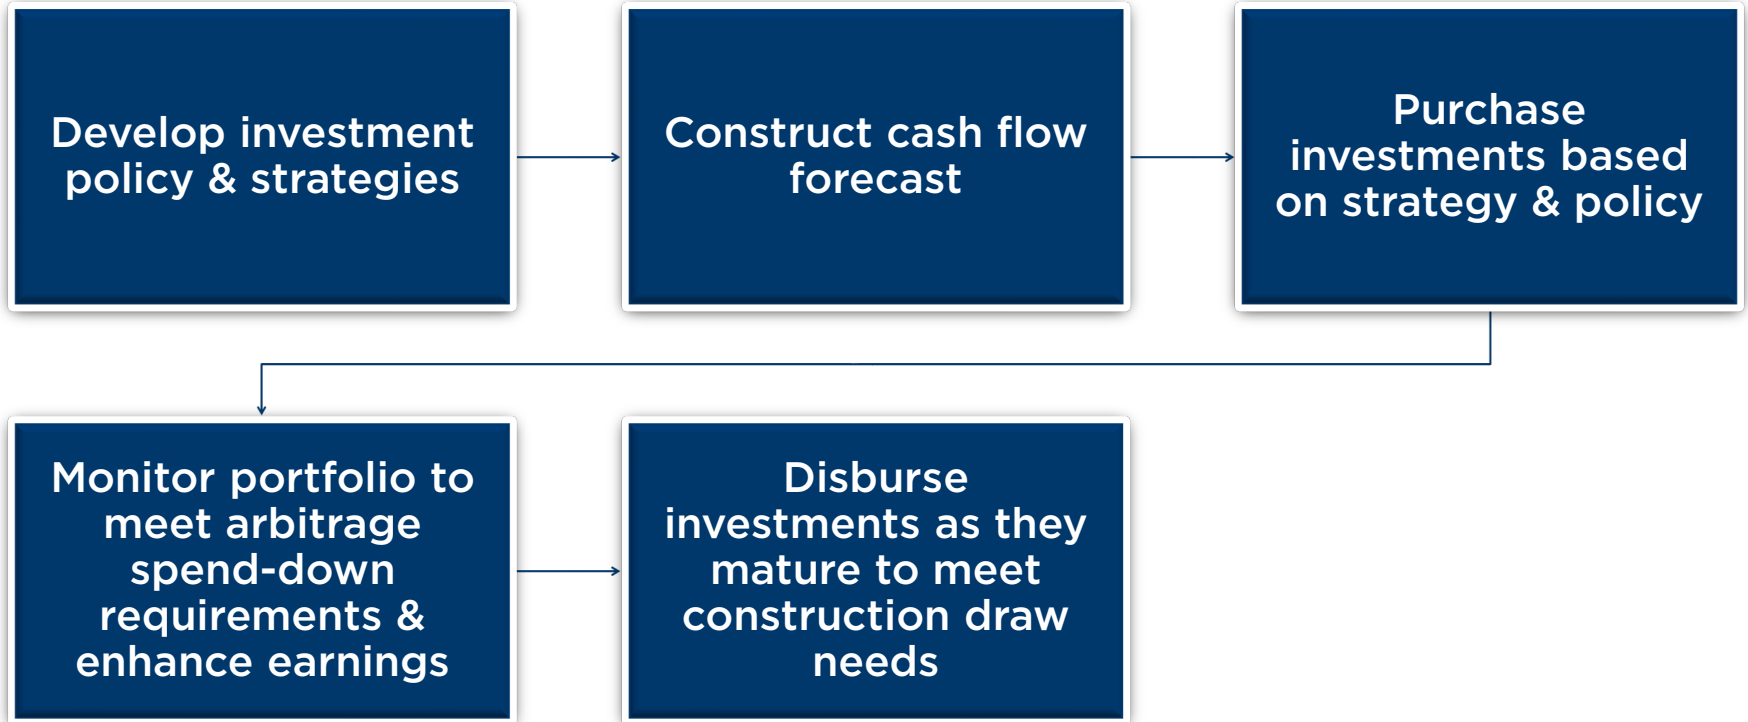 Develop investment
policy & strategies
Construct cash flow
forecast
Purchase
investments based
on strategy & policy
Monitor portfolio to
meet arbitrage
spend-down
requirements &
enhance earnings
Disburse
investments as they
mature to meet
construction draw
needs